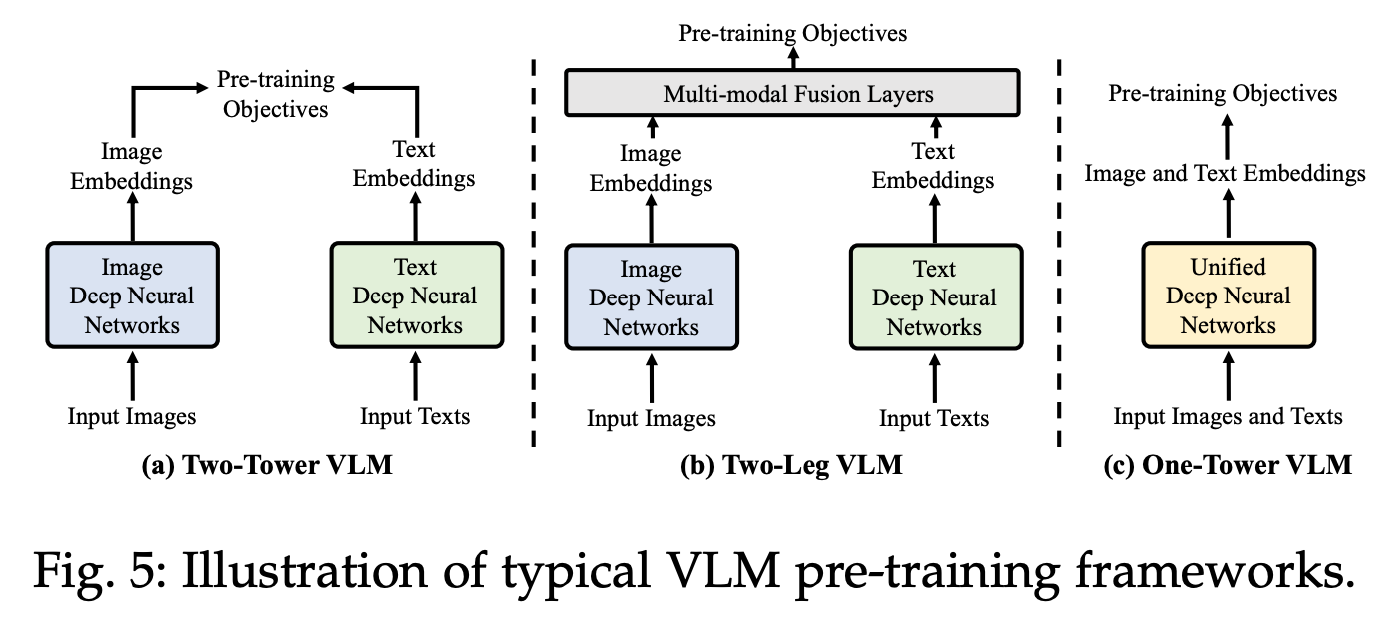 Pre-training
Objectives
Image
Embeddings
Text
Embeddings
Image
Deep Neural
Networks
Text
Deep Neural
Networks
Input Images
Input Texts
(a) Two-Tower VLM
Pre-training Objectives
Multi-modal Fusion Layers
Image
Embeddings
Text
Embeddings
Image
Deep Neural
Networks
Text
Deep Neural
Networks
Input Images
Input Texts
(b) Two-Leg VLM
Pre-training Objectives
Image and Text Embeddings
Unified
Deep Neural
Networks
Input Images and Texts
(c) One-Tower VLM
Fig. 5: Illustration of typical VLM pre-training frameworks.